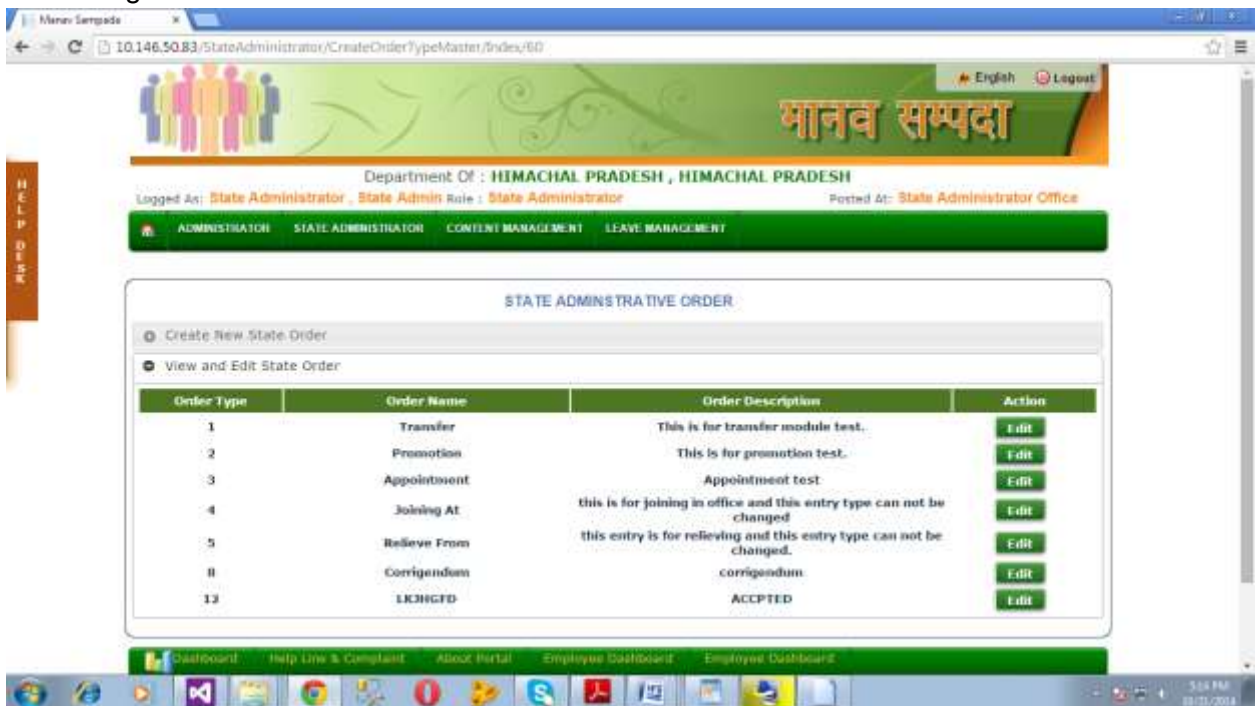 Manav Sampada
10.146.50.83/StateAdministrator/CreateOrderTypeMaster/Index/60
English Logout
मानव सम्पदा
Department Of : HIMACHAL PRADESH , HIMACHAL PRADESH
Logged As: State Administrator , State Admin Role : State Administrator Posted At: State Administrator Office
HELP DESK
ADMINISTRATOR STATE ADMINISTRATOR CONTENT MANAGEMENT LEAVE MANAGEMENT
STATE ADMINSTRATIVE ORDER
Create New State Order
View and Edit State Order
Order Type Order Name Order Description Action
1 Transfer This is for transfer module test. Edit
2 Promotion This is for promotion test. Edit
3 Appointment Appointment test Edit
4 Joining At this is for joining in office and this entry type can not be changed Edit
5 Relieve From this entry is for relieving and this entry type can not be changed. Edit
8 Corrigendum corrigendum Edit
ACCPTED Edit
Dashboard Help Line & Complaint About Portal Employee Dashboard Employee Dashboard